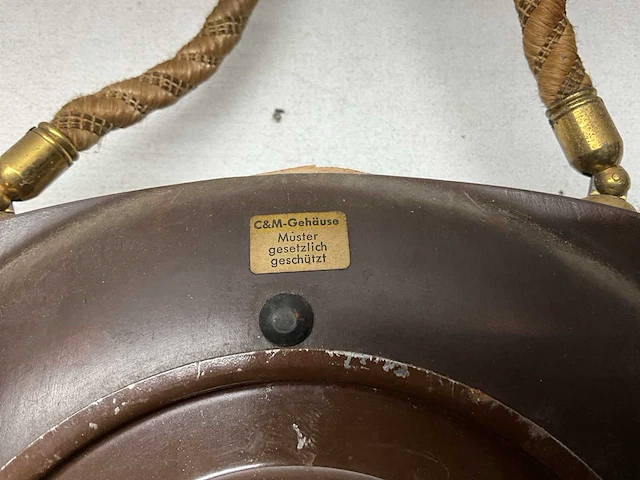 C&M-Gehäuse
Muster
gesetzlich
geschützt